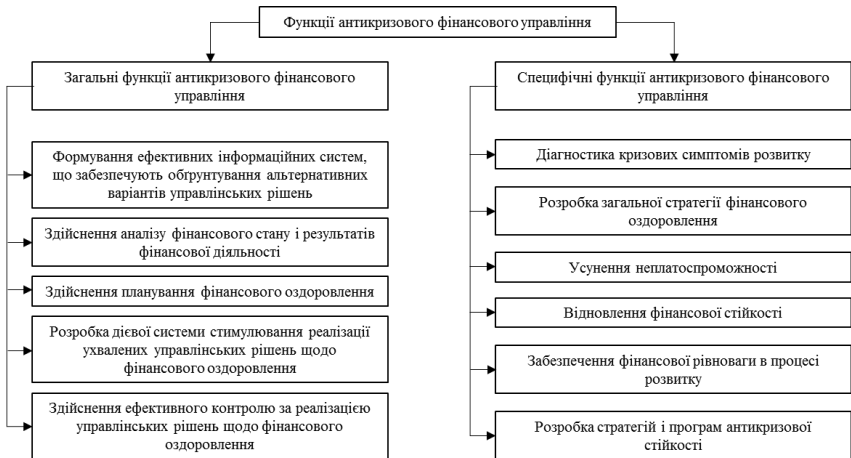 Функції антикризового фінансового управління
Загальні функції антикризового фінансового
управління
Формування ефективних інформаційних систем,
що забезпечують обґрунтування альтернативних
варіантів управлінських рішень
Здійснення аналізу фінансового стану і результатів
фінансової діяльності
Здійснення планування фінансового оздоровлення
Розробка дієвої системи стимулювання реалізації
ухвалених управлінських рішень щодо
фінансового оздоровлення
Здійснення ефективного контролю за реалізацією
управлінських рішень щодо фінансового
оздоровлення
Специфічні функції антикризового фінансового
управління
Діагностика кризових симптомів розвитку
Розробка загальної стратегії фінансового
оздоровлення
Усунення неплатоспроможності
Відновлення фінансової стійкості
Забезпечення фінансової рівноваги в процесі
розвитку
Розробка стратегій і програм антикризової
стійкості